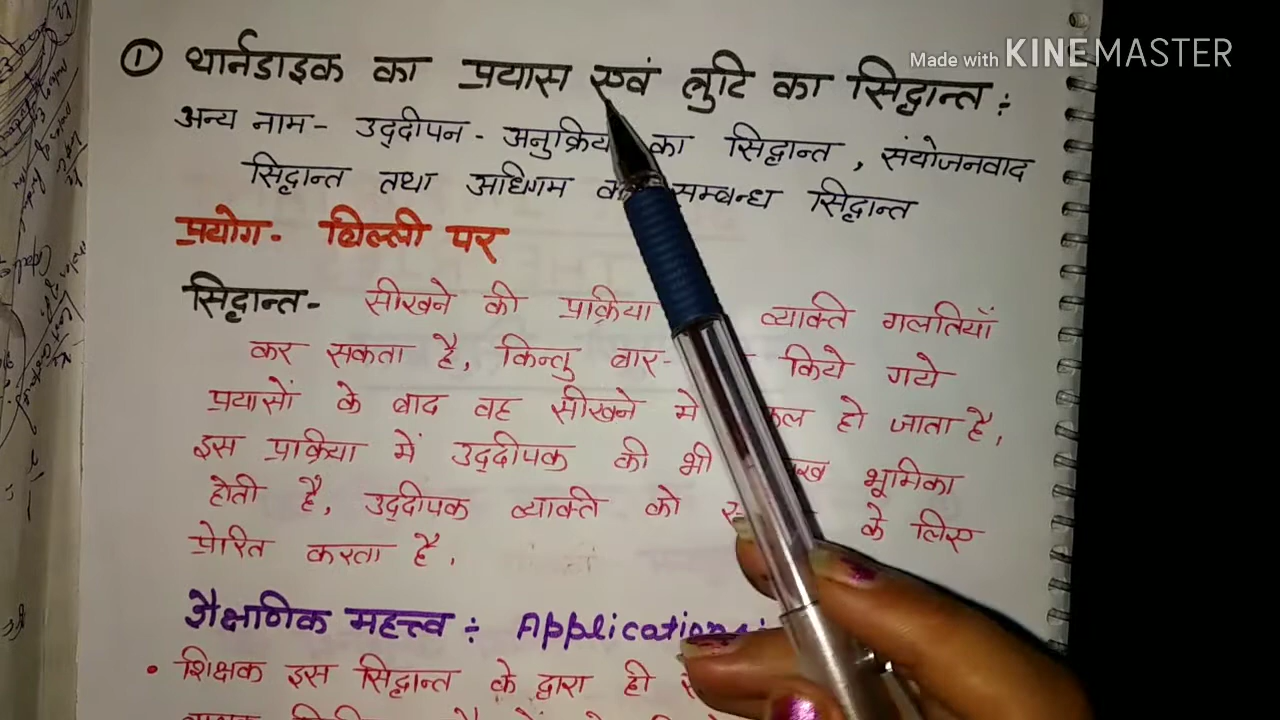 Made with KINEMASTER
① थार्नडाइक का प्रयास एवं त्रुटि का सिद्धान्त :
अन्य नाम - उद्दीपन - अनुक्रिया का सिद्धान्त , संयोजनवाद
सिद्धान्त तथा अधिगम का सम्बन्ध सिद्धान्त
प्रयोग - बिल्ली पर
सिद्धान्त - सीखने की प्रक्रिया व्यक्ति गलतियाँ
कर सकता है, किन्तु बार- किये गये
प्रयासों के बाद वह सीखने मे हो जाता है,
इस प्रक्रिया में उद्दीपक की भी भूमिका
होती है, उद्दीपक व्यक्ति को के लिए
प्रेरित करता है.
शैक्षणिक महत्त्व : Application
• शिक्षक इस सिद्धान्त के द्वारा ही